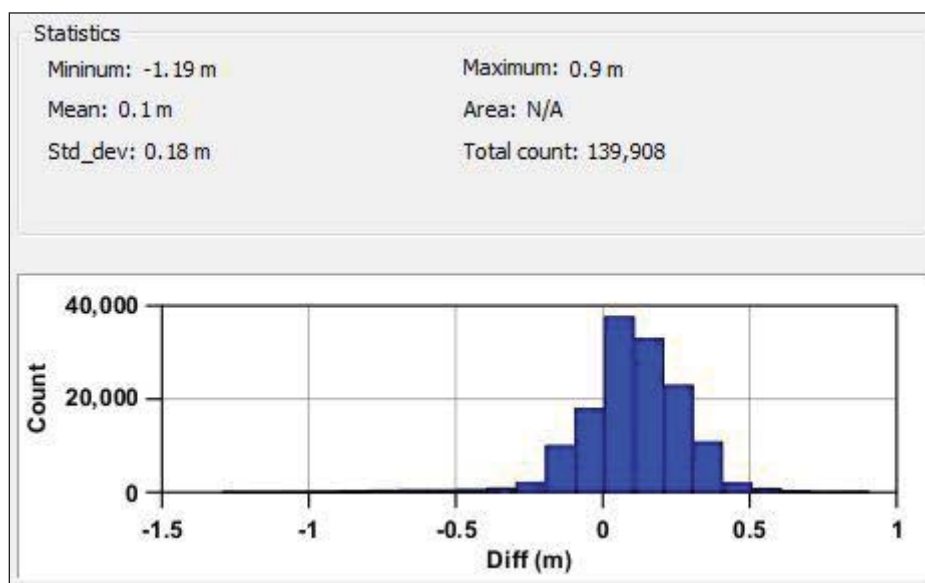 Statistics
Mininum: -1.19 m
Maximum: 0.9 m
Mean: 0.1 m
Area: N/A
Std_dev: 0.18 m
Total count: 139,908
40,000
20,000
0
Count
-1.5
-1
-0.5
0
0.5
1
Diff (m)